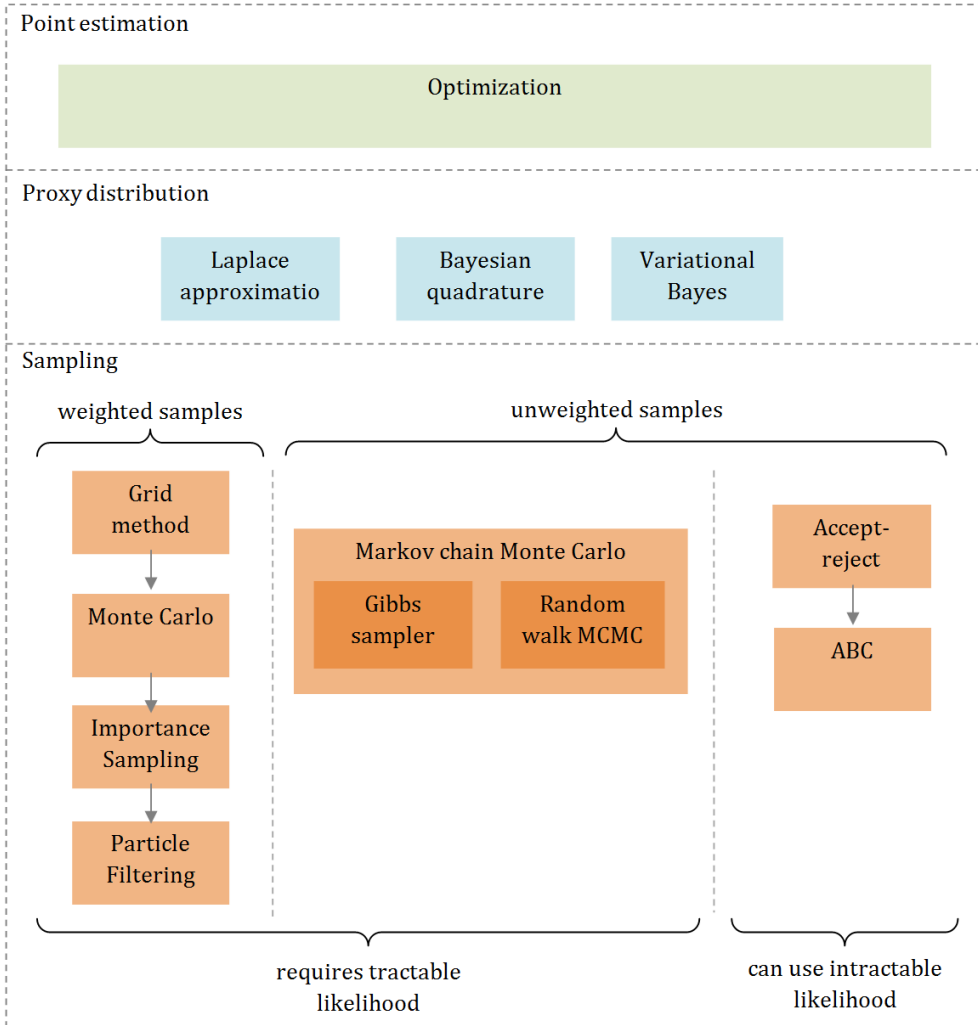 Point estimation
Optimization
Proxy distribution
Laplace
approximatio
Bayesian
quadrature
Variational
Bayes
Sampling
weighted samples
unweighted samples
Grid
method
Monte Carlo
Importance
Sampling
Particle
Filtering
Markov chain Monte Carlo
Gibbs
sampler
Random
walk MCMC
Accept-
reject
ABC
requires tractable
likelihood
can use intractable
likelihood